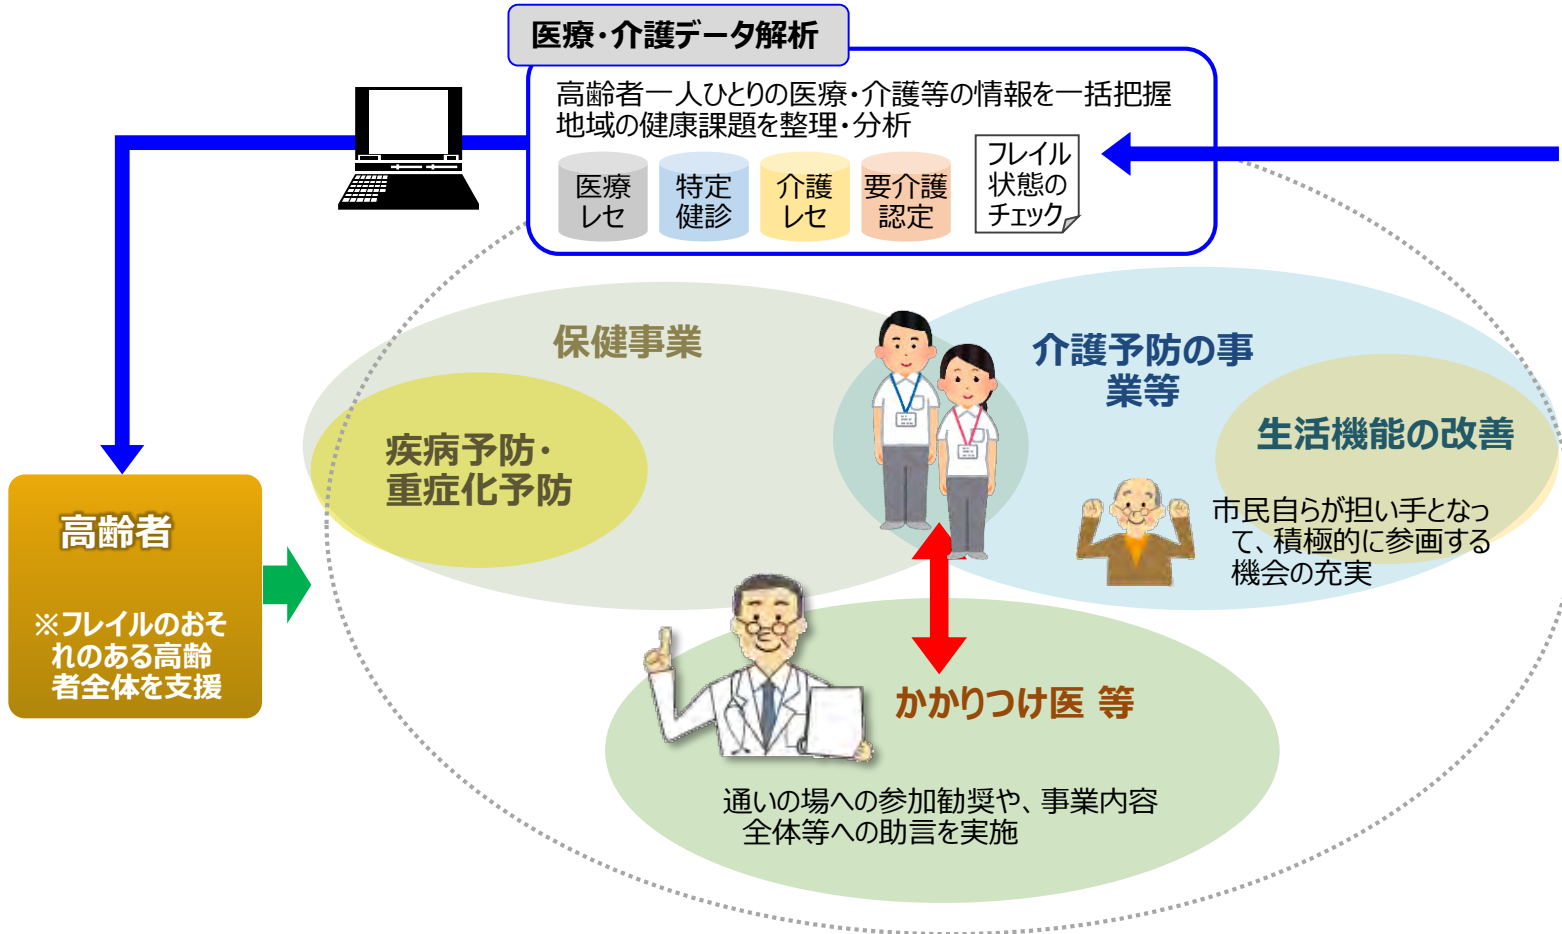 医療・介護データ解析
高齢者一人ひとりの医療・介護等の情報を一括把握
地域の健康課題を整理・分析
医療
レセ
特定
健診
介護
レセ
要介護
認定
フレイル
状態の
チェック
保健事業
介護予防の事
業等
疾病予防・
重症化予防
生活機能の改善
市民自らが担い手となっ
て、積極的に参画する
機会の充実
高齢者
※フレイルのおそ
れのある高齢
者全体を支援
かかりつけ医 等
通いの場への参加勧奨や、事業内容
全体等への助言を実施